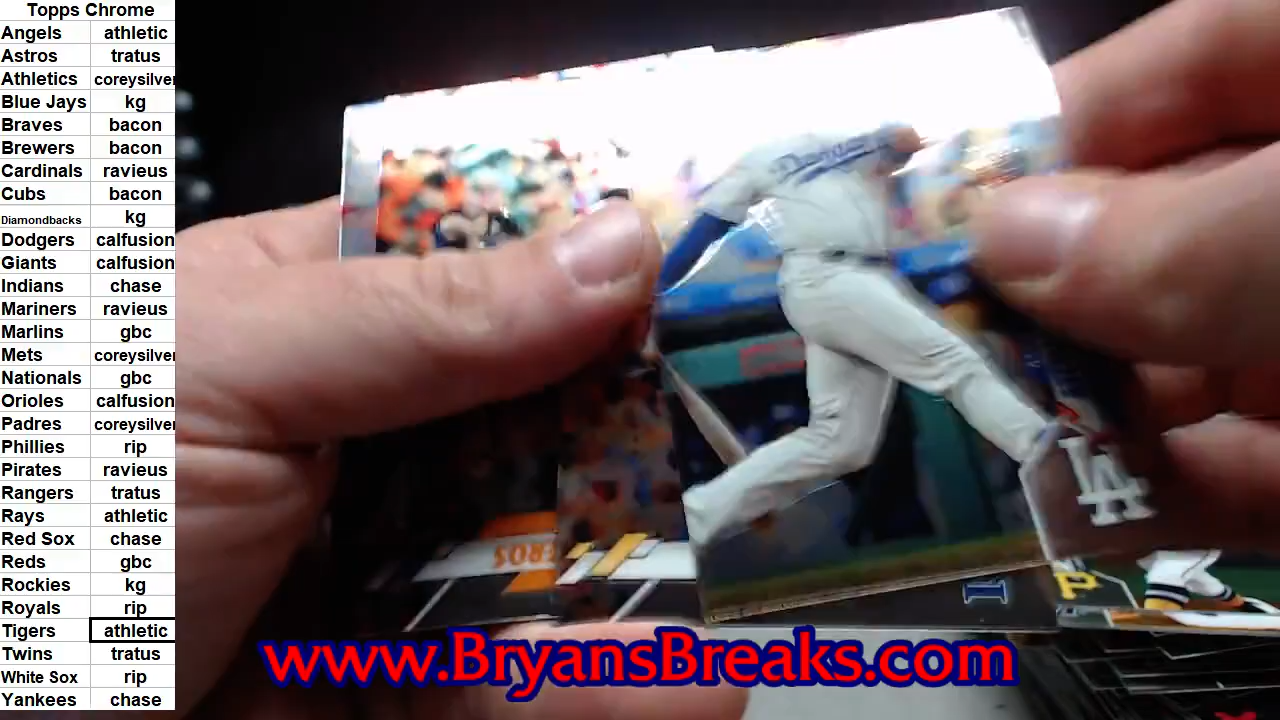 Topps Chrome
Angels athletic
Astros tratus
Athletics coreysilver
Blue Jays kg
Braves bacon
Brewers bacon
Cardinals ravieus
Cubs bacon
Diamondbacks kg
Dodgers calfusion
Giants calfusion
Indians chase
Mariners ravieus
Marlins gbc
Mets coreysilver
Nationals gbc
Orioles calfusion
Padres coreysilver
Phillies rip
Pirates ravieus
Rangers tratus
Rays athletic
Red Sox chase
Reds gbc
Rockies kg
Royals rip
Tigers athletic
Twins tratus
White Sox rip
Yankees chase
LA
P
www.BryansBreaks.com